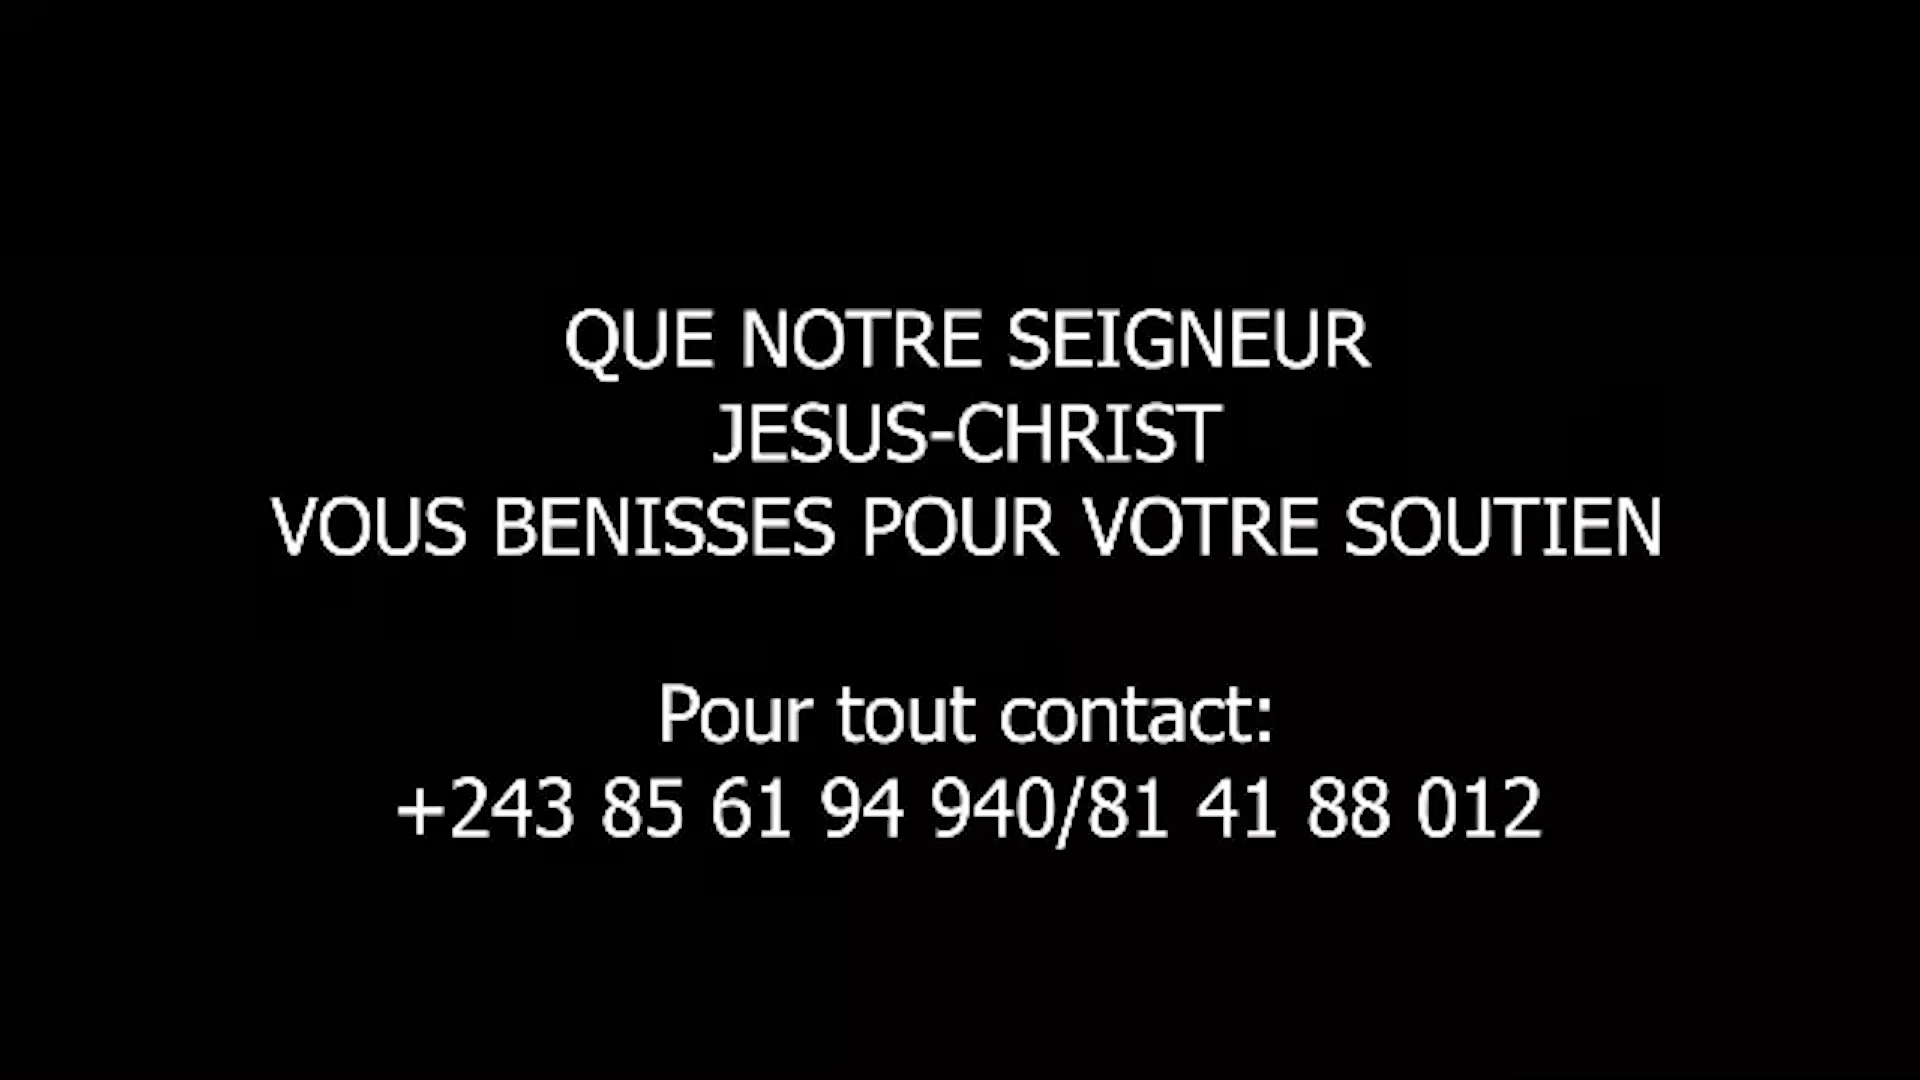 QUE NOTRE SEIGNEUR
JESUS-CHRIST
VOUS BENISSES POUR VOTRE SOUTIEN
Pour tout contact:
+243 85 61 94 940/81 41 88 012